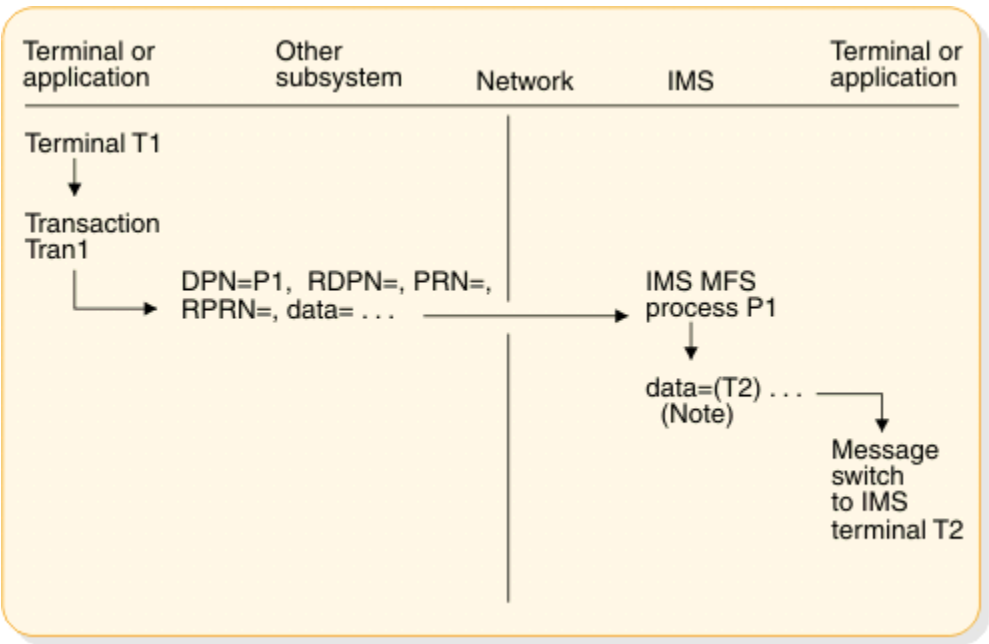 Terminal or
application
Other
subsystem
Network
IMS
Terminal or
application
Terminal T1
Transaction
Tran1
DPN=P1, RDPN=, PRN=,
RPRN=, data= . . .
IMS MFS
process P1
data=(T2) . . .
(Note)
Message
switch
to IMS
terminal T2